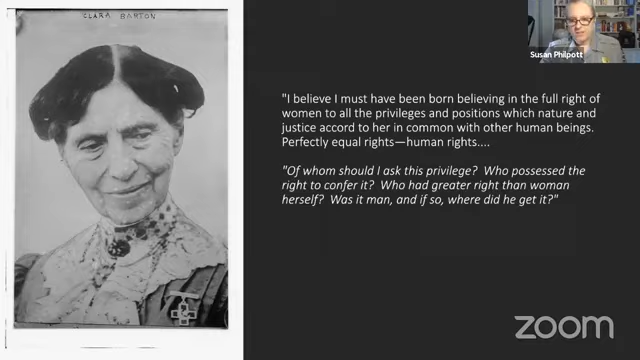 CLARA BARTON
Susan Philpott
"I believe I must have been born believing in the full right of
women to all the privileges and positions which nature and
justice accord to her in common with other human beings.
Perfectly equal rights—human rights....
"Of whom should I ask this privilege? Who possessed the
right to confer it? Who had greater right than woman
herself? Was it man, and if so, where did he get it?"
zoom